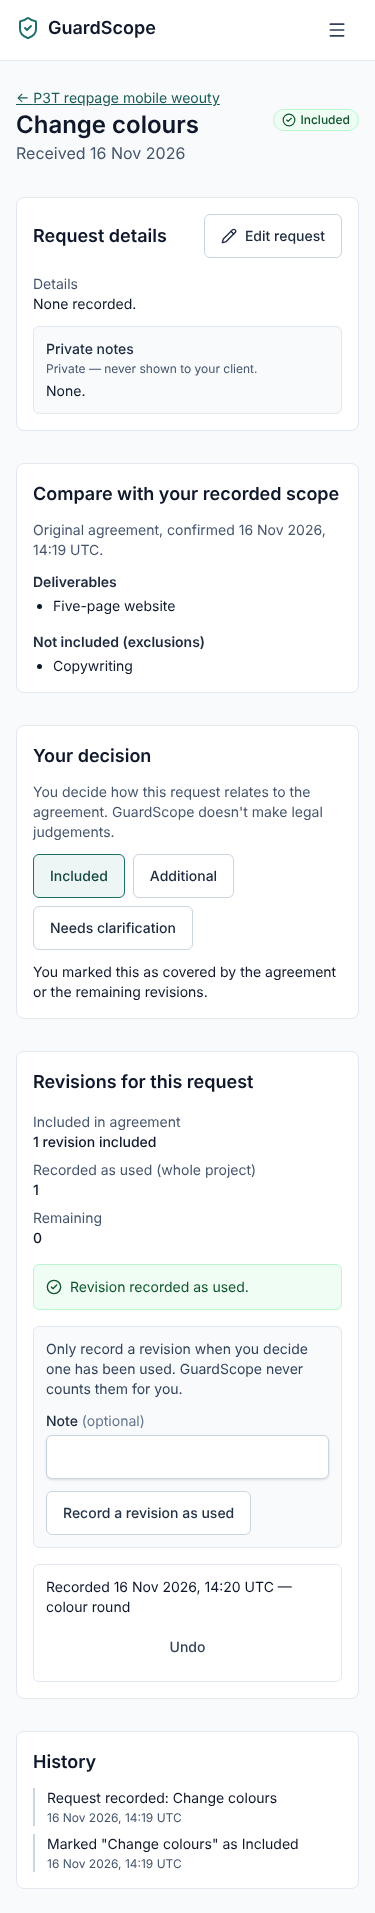 GuardScope
← P3T reqpage mobile weouty
Change colours
Included
Received 16 Nov 2026
Request details
Edit request
Details
None recorded.
Private notes
Private — never shown to your client.
None.
Compare with your recorded scope
Original agreement, confirmed 16 Nov 2026,
14:19 UTC.
Deliverables
• Five-page website
Not included (exclusions)
• Copywriting
Your decision
You decide how this request relates to the
agreement. GuardScope doesn't make legal
judgements.
Included
Additional
Needs clarification
You marked this as covered by the agreement
or the remaining revisions.
Revisions for this request
Included in agreement
1 revision included
Recorded as used (whole project)
1
Remaining
0
Revision recorded as used.
Only record a revision when you decide
one has been used. GuardScope never
counts them for you.
Note (optional)
Record a revision as used
Recorded 16 Nov 2026, 14:20 UTC —
colour round
Undo
History
Request recorded: Change colours
16 Nov 2026, 14:19 UTC
Marked "Change colours" as Included
16 Nov 2026, 14:19 UTC